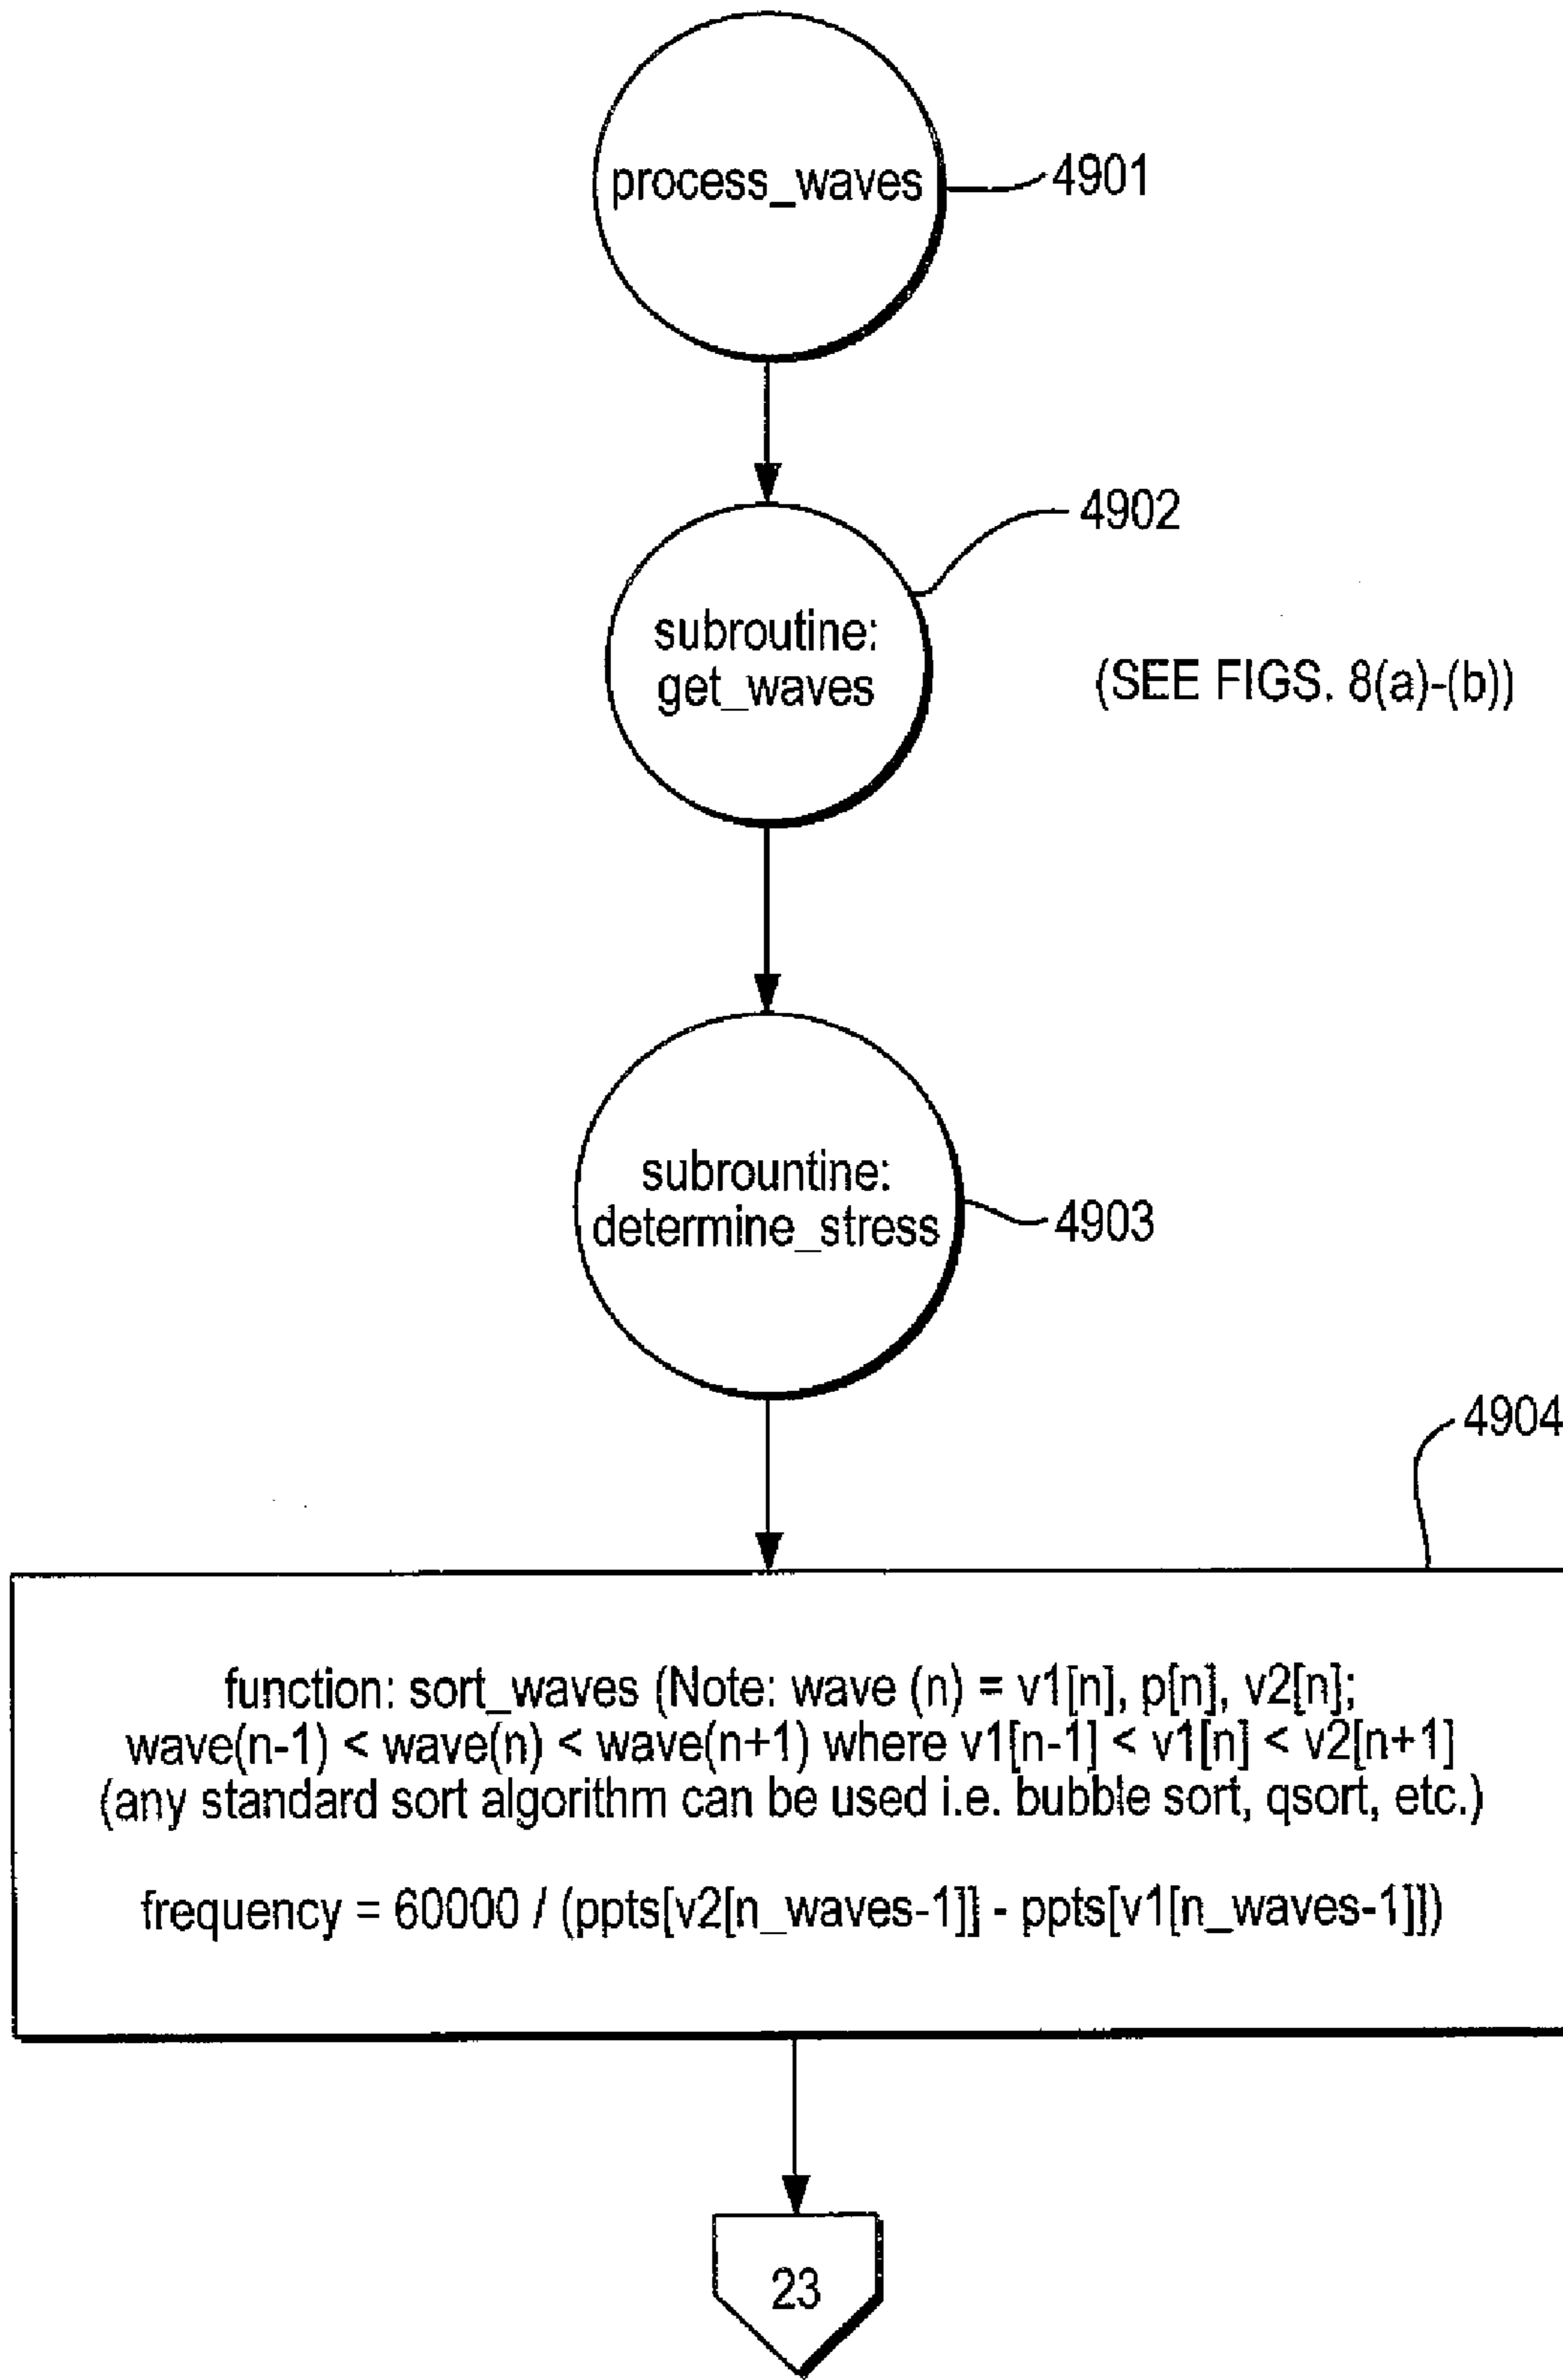 process_waves
4901
4902
subroutine:
get_waves
(SEE FIGS. 8(a)-(b))
subrountine:
determine_stress
4903
4904
function: sort_waves (Note: wave (n) = v1[n], p[n], v2[n];
wave(n-1) < wave(n) < wave(n+1) where v1[n-1] < v1[n] < v2[n+1]
(any standard sort algorithm can be used i.e. bubble sort, qsort, etc.)
frequency = 60000 / (ppts[v2[n_waves-1]] - ppts[v1[n_waves-1]])
23